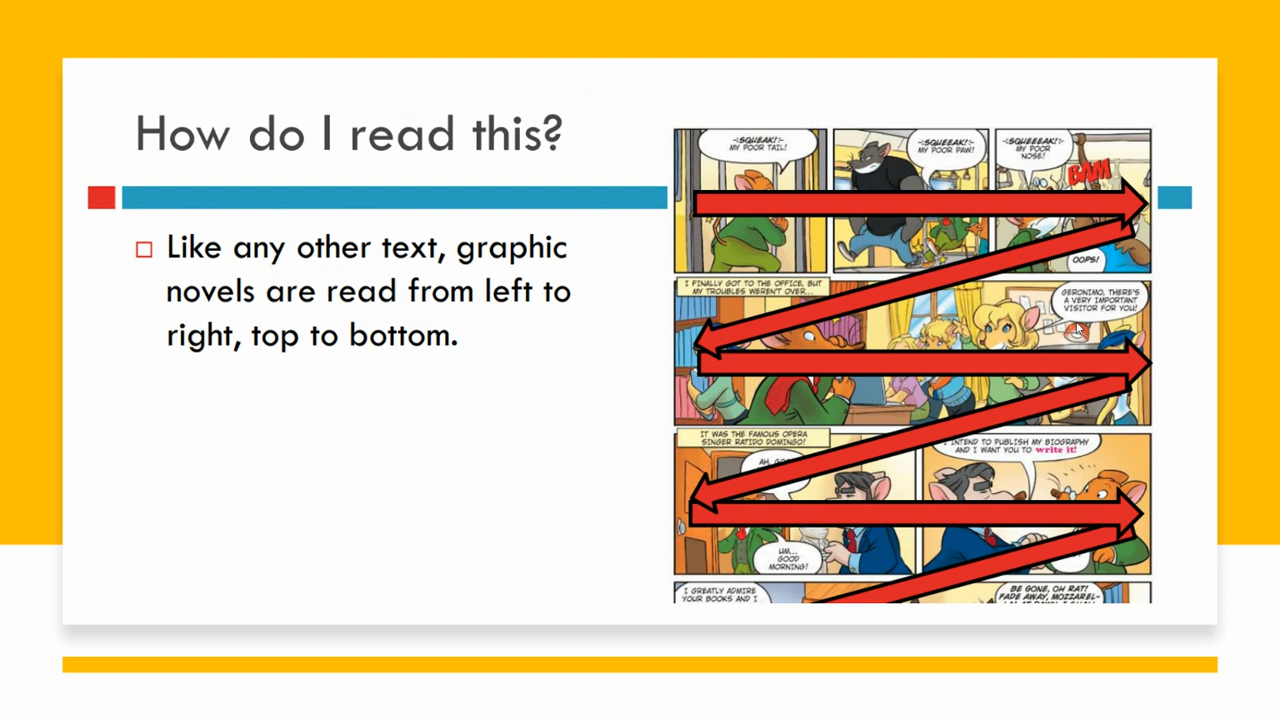 How do I read this?
Like any other text, graphic
novels are read from left to
right, top to bottom.
-:SQUEAK!:-
MY POOR TAIL!
-:SQUEEAK!:-
MY POOR PAW!
-:SQUEEEAK!:-
MY POOR
NOSE!
BAM
OOPS!
I FINALLY GOT TO THE OFFICE, BUT
MY TROUBLES WEREN'T OVER...
GERONIMO, THERE'S
A VERY IMPORTANT
VISITOR FOR YOU!
IT WAS THE FAMOUS OPERA
SINGER RATIDO DOMINGO!
AH,
UM...
GOOD
MORNING!
INTEND TO PUBLISH MY BIOGRAPHY
AND I WANT YOU TO write it!
I GREATLY ADMIRE
YOUR BOOKS AND I
BE GONE, OH RAT!
FADE AWAY, MOZZAREL-